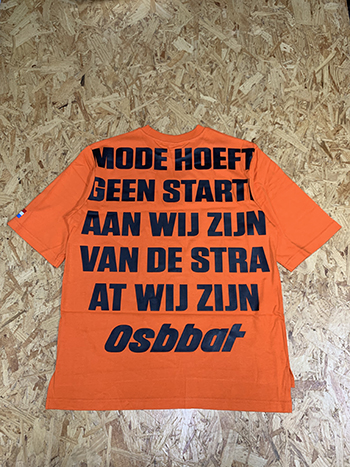 MODE HOEFT
GEEN START
AAN WIJ ZIJN
VAN DE STRA
AT WIJ ZIJN
Osbbat